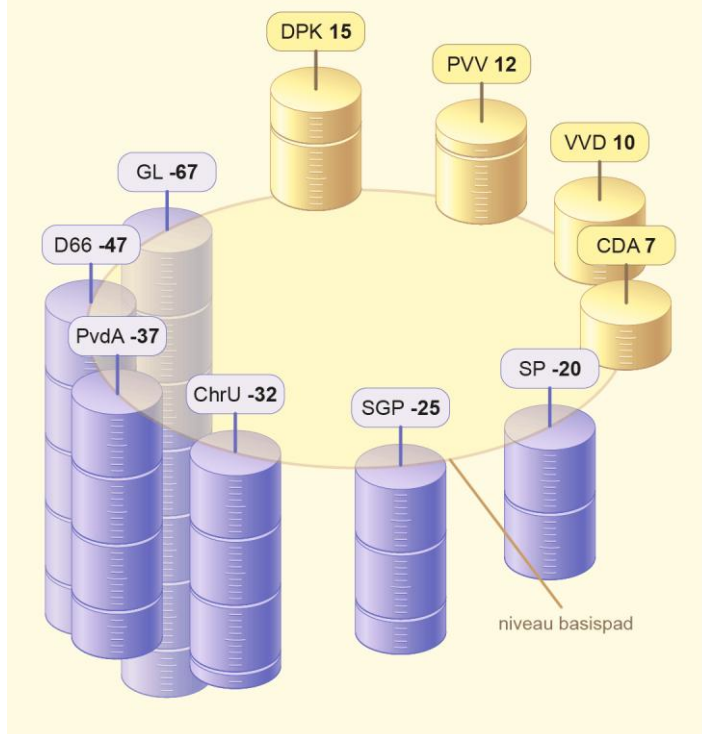 DPK 15
PVV 12
VVD 10
GL -67
D66 -47
CDA 7
PvdA -37
SP -20
ChrU -32
SGP -25
niveau basispad